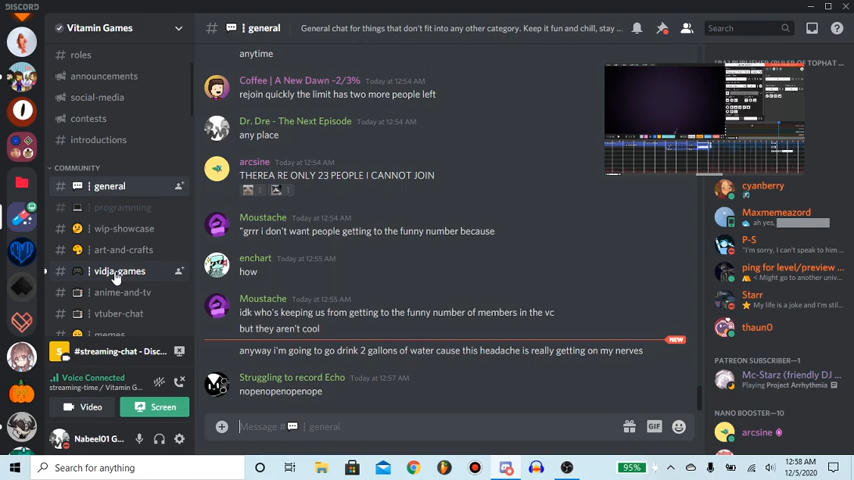 DISCORD
Vitamin Games
roles
announcements
social-media
contests
introductions
COMMUNITY
general
programming
wip-showcase
art-and-crafts
vidja-games
anime-and-tv
vtuber-chat
memes
#streaming-chat - Disc...
Voice Connected
streaming-time / Vitamin G...
Video
Screen
Nabeel01 G...
general
General chat for things that don't fit into any other category. Keep it fun and chill, stay ...
Search
anytime
Coffee | A New Dawn ~2/3% Today at 12:54 AM
rejoin quickly the limit has two more people left
Dr. Dre - The Next Episode Today at 12:54 AM
any place
arcsine Today at 12:54 AM
THEREA RE ONLY 23 PEOPLE I CANNOT JOIN
1 1
Moustache Today at 12:54 AM
"grrr i don't want people getting to the funny number because
enchart Today at 12:55 AM
how
Moustache Today at 12:55 AM
idk who's keeping us from getting to the funny number of members in the vc
but they aren't cool
NEW
anyway i'm going to go drink 2 gallons of water cause this headache is really getting on my nerves
Struggling to record Echo Today at 12:57 AM
nopenopenopenope
Message #
general
GIF
cyanberry
Maxmemeazord
ah yes,
P-S
"I'm sorry, I can't speak to him...
ping for level/preview ...
Might go to another univer...
Starr
My life is a joke and I'm stil...
thaun0
PATREON SUBSCRIBER—1
Mc-Starz (friendly DJ ...
Playing Project Arrhythmia
NANO BOOSTER—10
arcsine
Search for anything
95%
12:58 AM
12/5/2020